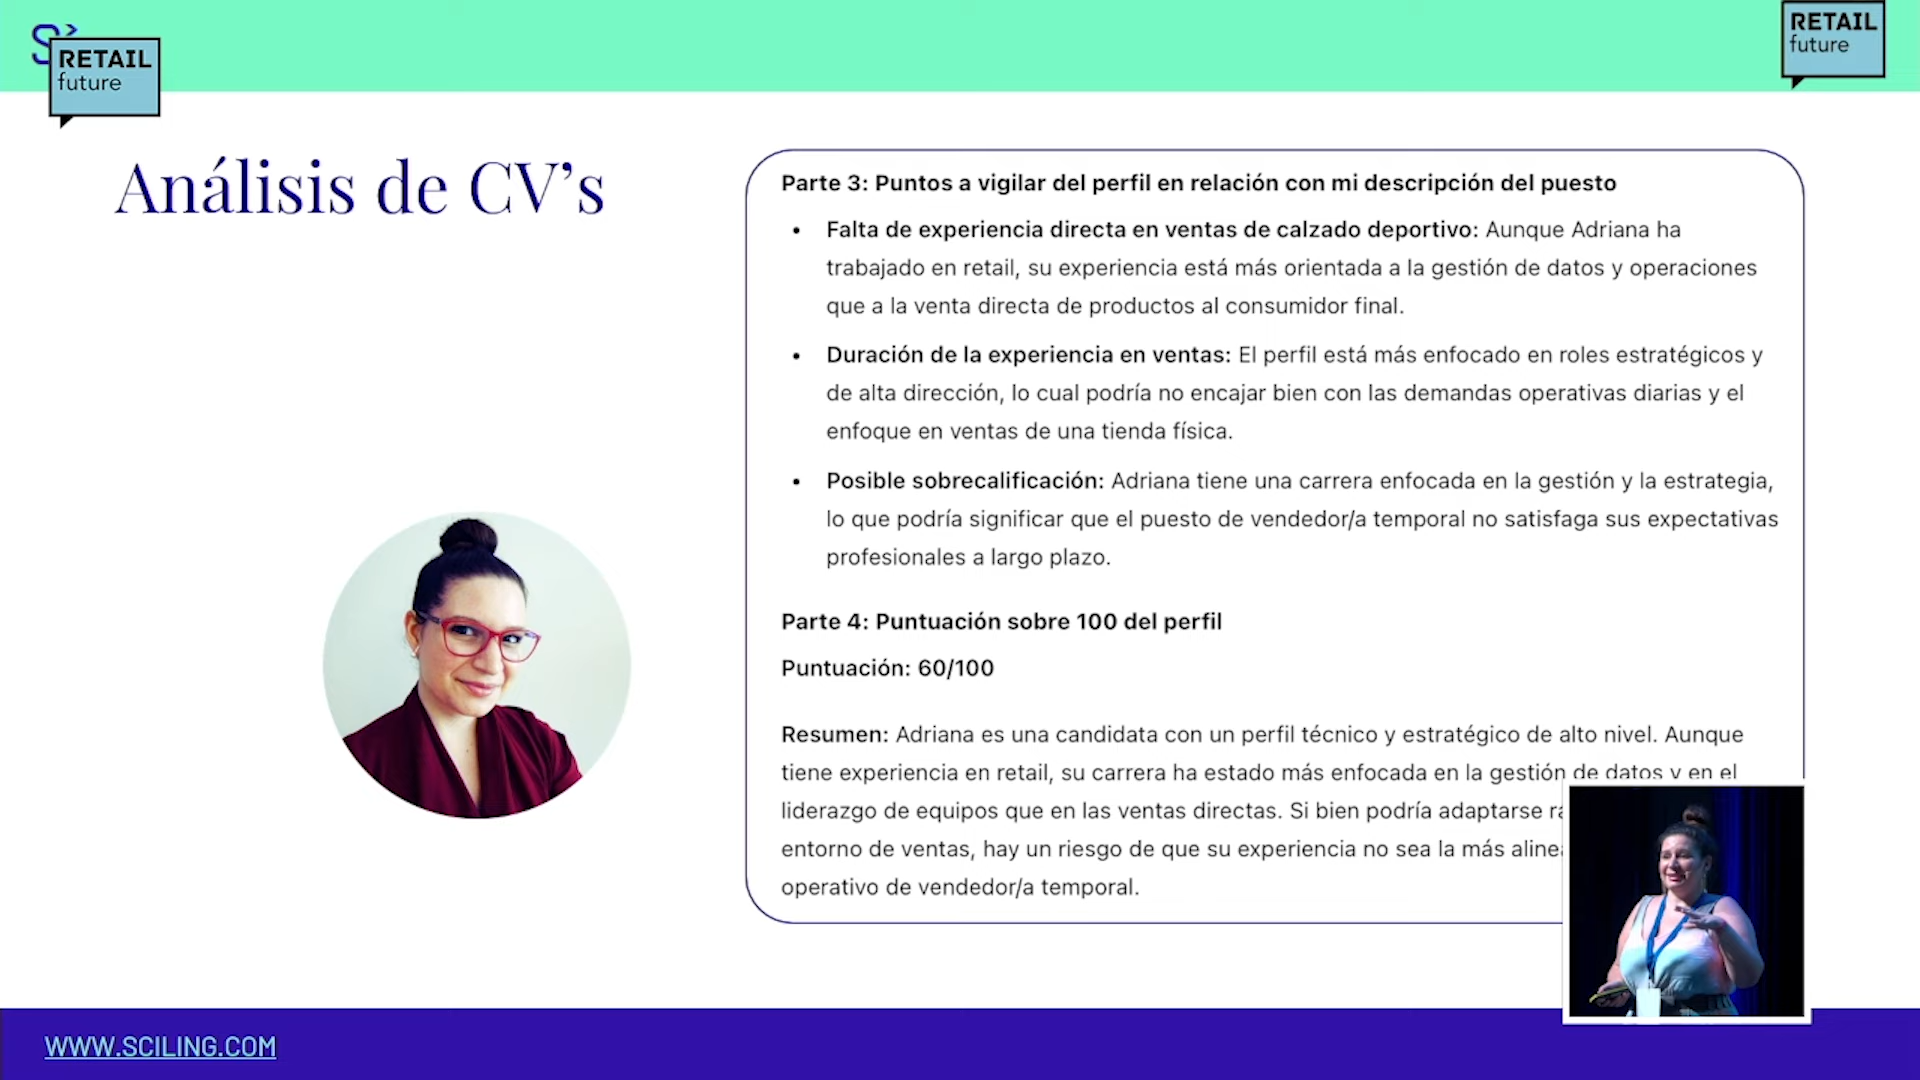 RETAIL
future
RETAIL
future
Análisis de CV’s
Parte 3: Puntos a vigilar del perfil en relación con mi descripción del puesto
• Falta de experiencia directa en ventas de calzado deportivo: Aunque Adriana ha
trabajado en retail, su experiencia está más orientada a la gestión de datos y operaciones
que a la venta directa de productos al consumidor final.
• Duración de la experiencia en ventas: El perfil está más enfocado en roles estratégicos y
de alta dirección, lo cual podría no encajar bien con las demandas operativas diarias y el
enfoque en ventas de una tienda física.
• Posible sobrecalificación: Adriana tiene una carrera enfocada en la gestión y la estrategia,
lo que podría significar que el puesto de vendedor/a temporal no satisfaga sus expectativas
profesionales a largo plazo.
Parte 4: Puntuación sobre 100 del perfil
Puntuación: 60/100
Resumen: Adriana es una candidata con un perfil técnico y estratégico de alto nivel. Aunque
tiene experiencia en retail, su carrera ha estado más enfocada en la gestión de datos y en el
liderazgo de equipos que en las ventas directas. Si bien podría adaptarse
entorno de ventas, hay un riesgo de que su experiencia no sea la más
operativo de vendedor/a temporal.
WWW.SCILING.COM